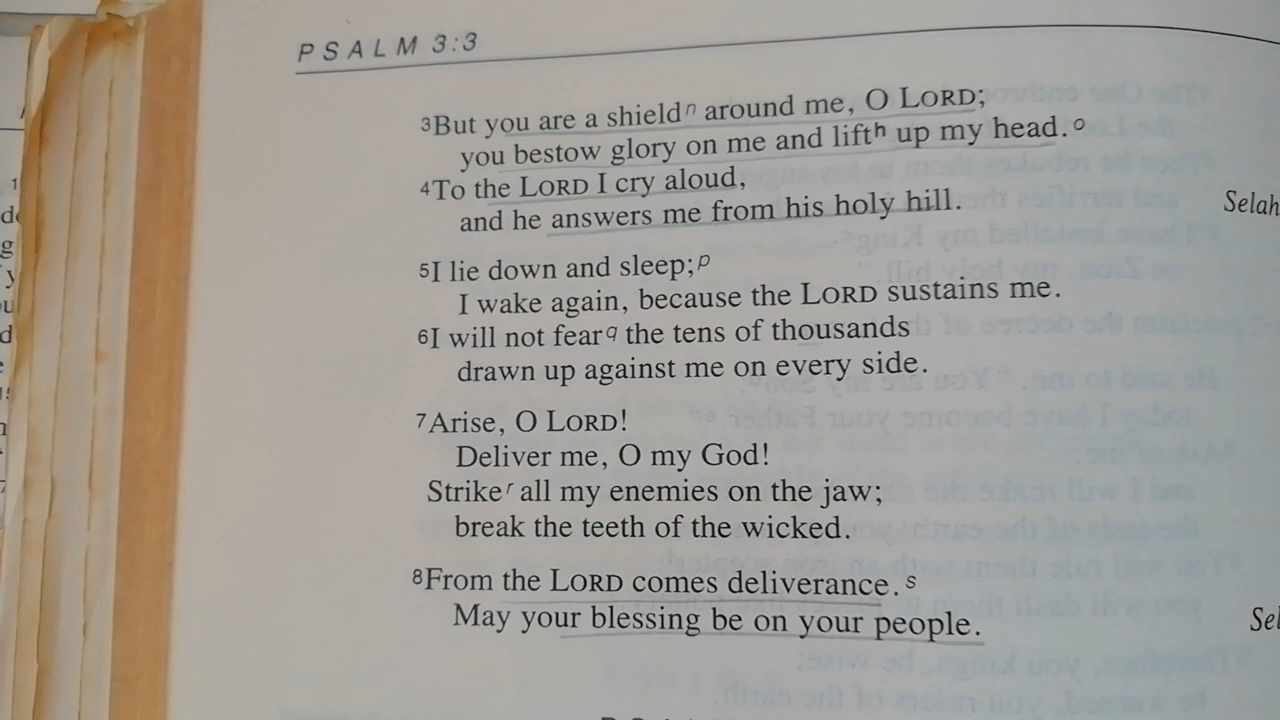 PSALM 3:3
3But you are a shieldⁿ around me, O LORD;
you bestow glory on me and liftʰ up my head.ᵒ
4To the LORD I cry aloud,
and he answers me from his holy hill. Selah
5I lie down and sleep;ᵖ
I wake again, because the LORD sustains me.
6I will not fear q the tens of thousands
drawn up against me on every side.
7Arise, O LORD!
Deliver me, O my God!
Strikeʳ all my enemies on the jaw;
break the teeth of the wicked.
8From the LORD comes deliverance.ˢ
May your blessing be on your people.